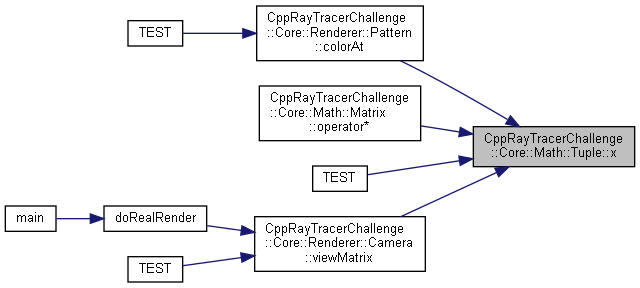 CppRayTracerChallenge
::Core::Renderer::Pattern
::colorAt
TEST
CppRayTracerChallenge
::Core::Math::Matrix
::operator*
CppRayTracerChallenge
::Core::Math::Tuple::x
TEST
main
doRealRender
CppRayTracerChallenge
::Core::Renderer::Camera
::viewMatrix
TEST